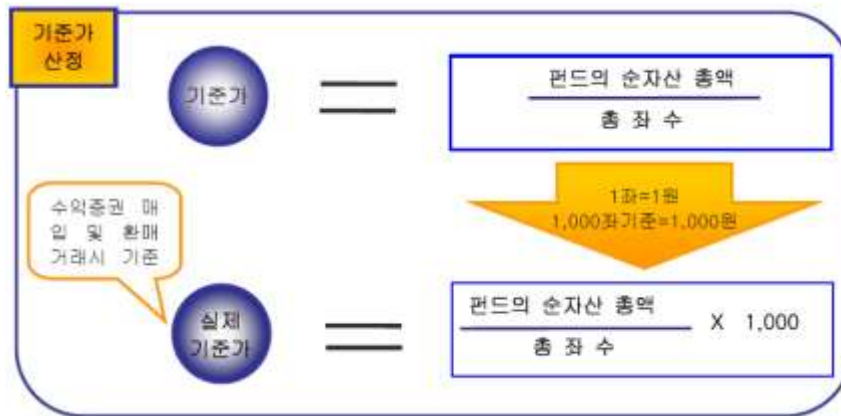 기준가
산정
기준가
펀드의 순자산 총액
총 좌 수
1좌=1원
1,000좌기준=1,000원
수익증권 매
입 및 환매
거래시 기준
실제
기준가
펀드의 순자산 총액
총 좌 수
X 1,000